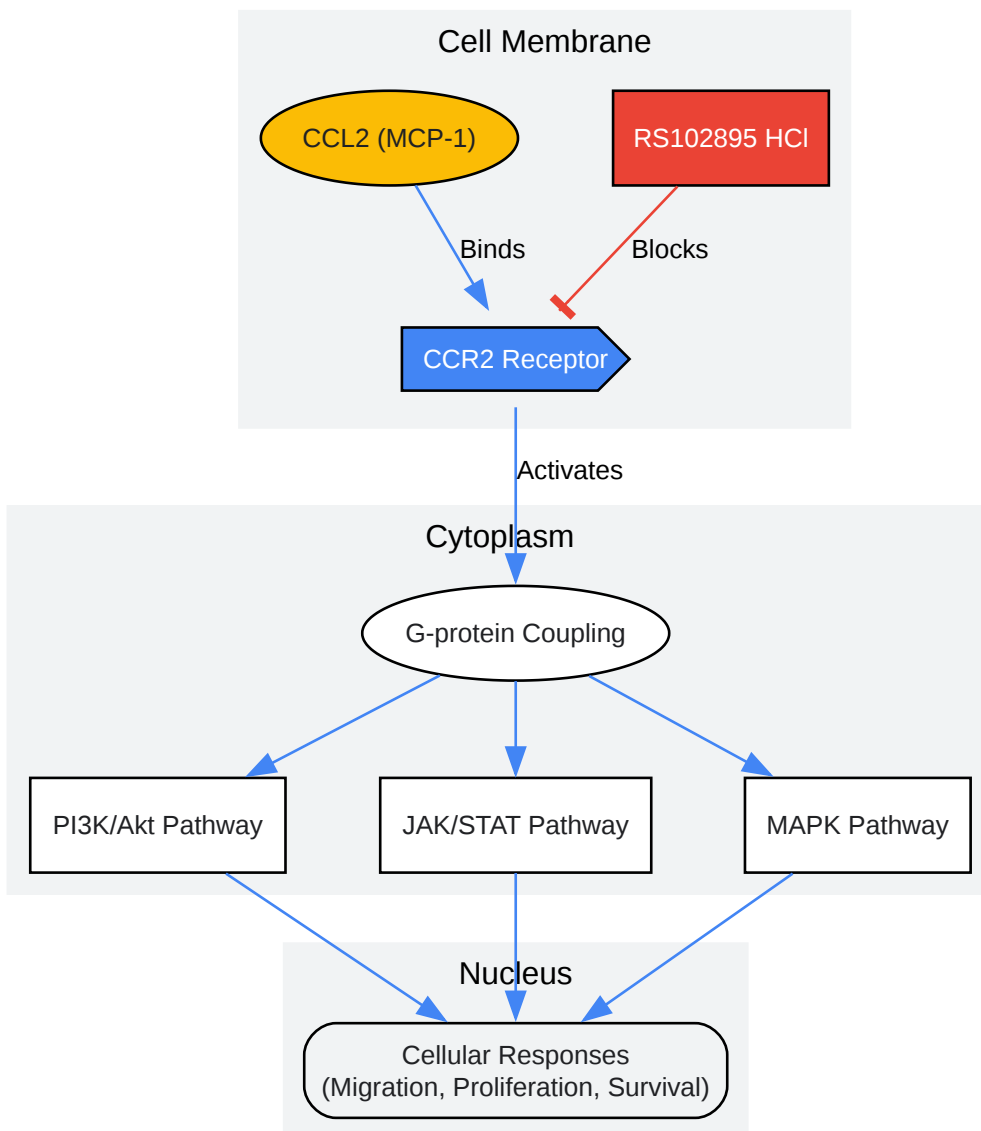 Cell Membrane
CCL2 (MCP-1)
RS102895 HCl
Binds
Blocks
CCR2 Receptor
Activates
Cytoplasm
G-protein Coupling
PI3K/Akt Pathway
JAK/STAT Pathway
MAPK Pathway
Nucleus
Cellular Responses
(Migration, Proliferation, Survival)